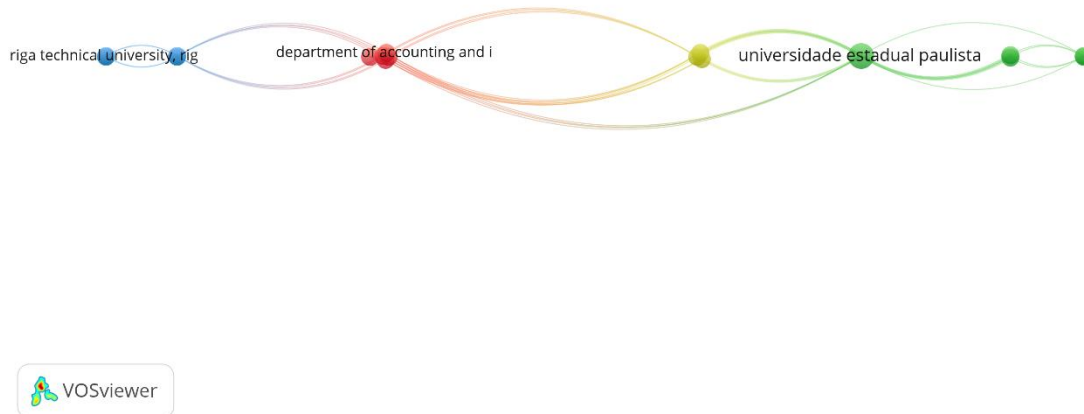 riga technical university, rig
department of accounting and i
universidade estadual paulista
VOSviewer